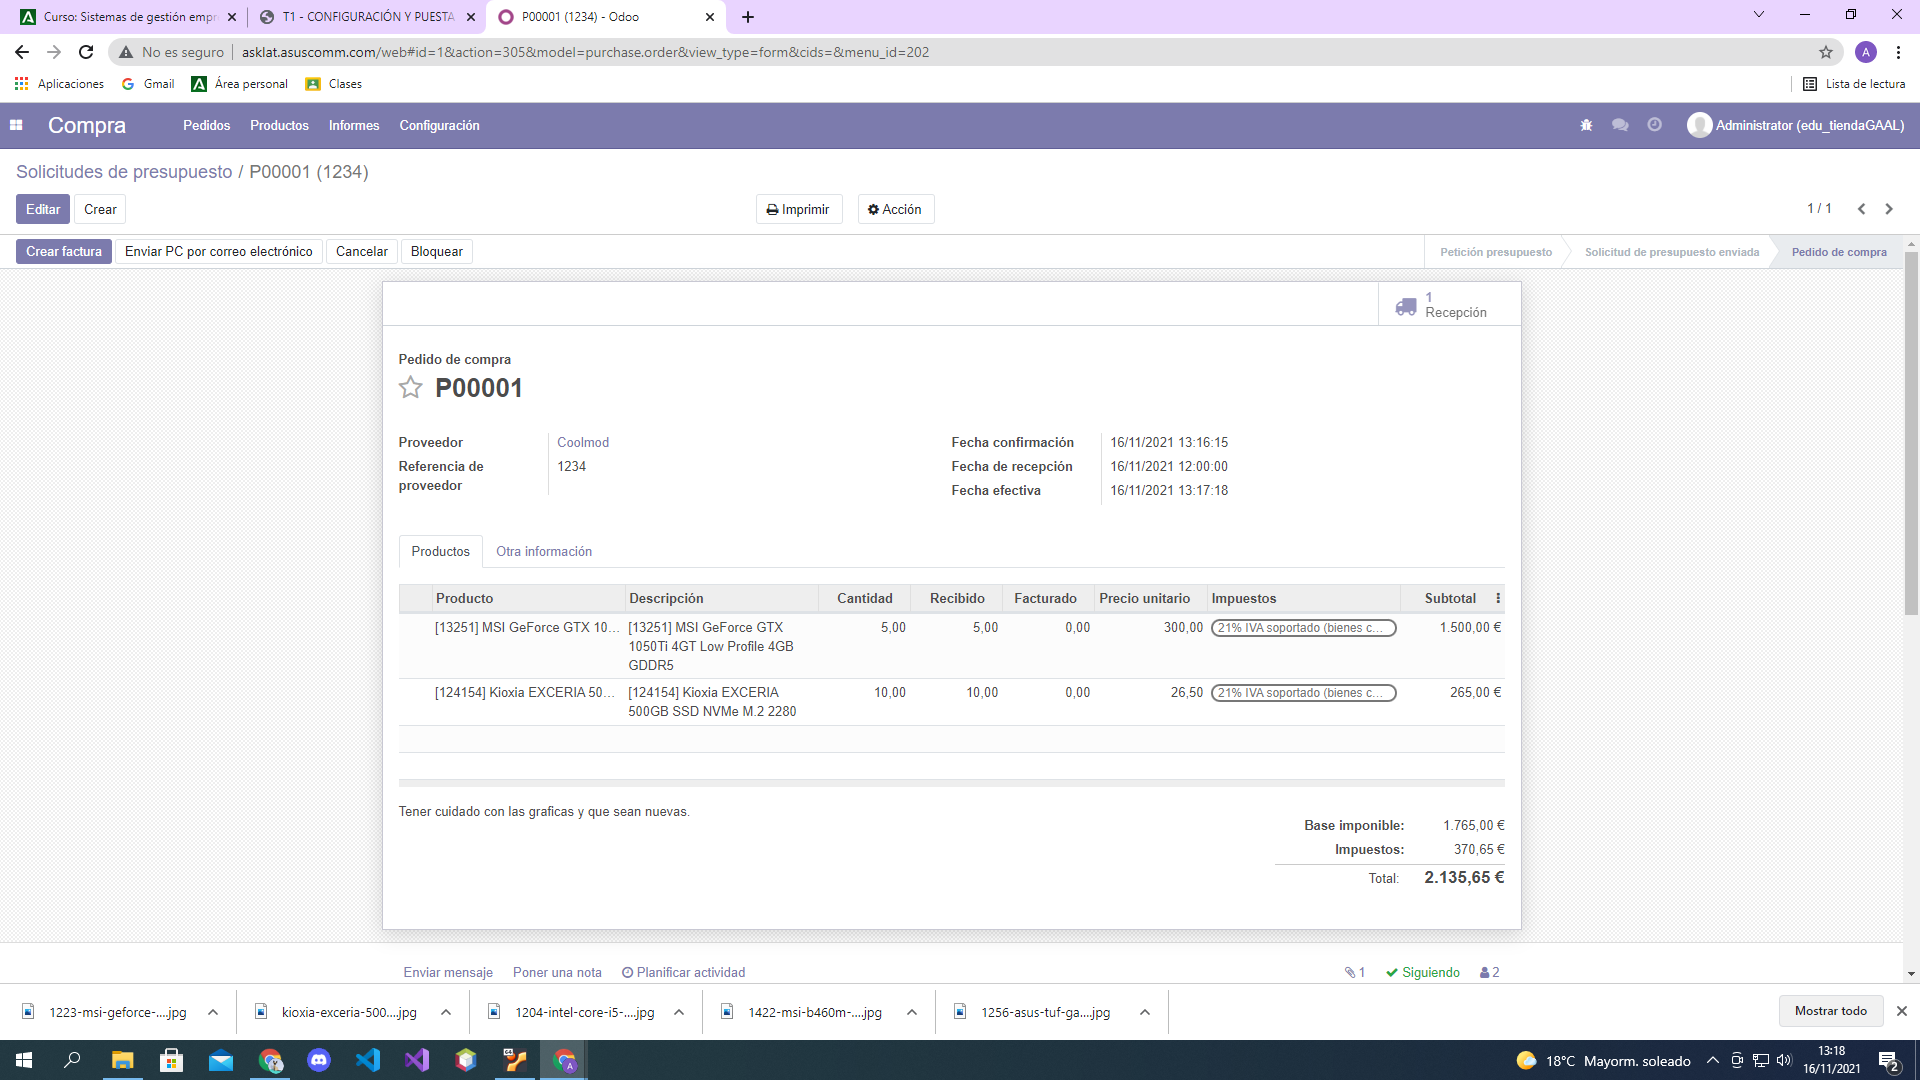 Curso: Sistemas de gestión empr
T1 - CONFIGURACIÓN Y PUESTA
P00001 (1234) - Odoo
No es seguro
asklat.asuscomm.com/web#id=1&action=305&model=purchase.order&view_type=form&cids=&menu_id=202
A
Aplicaciones
Gmail
Área personal
Clases
Lista de lectura
Compra
Pedidos
Productos
Informes
Configuración
Administrator (edu_tiendaGAAL)
Solicitudes de presupuesto / P00001 (1234)
Editar
Crear
Imprimir
Acción
1 / 1
Crear factura
Enviar PC por correo electrónico
Cancelar
Bloquear
Petición presupuesto
Solicitud de presupuesto enviada
Pedido de compra
1
Recepción
Pedido de compra
P00001
Proveedor
Coolmod
Referencia de
proveedor
1234
Fecha confirmación
16/11/2021 13:16:15
Fecha de recepción
16/11/2021 12:00:00
Fecha efectiva
16/11/2021 13:17:18
Productos
Otra información
Producto Descripción Cantidad Recibido Facturado Precio unitario Impuestos Subtotal
[13251] MSI GeForce GTX 10... [13251] MSI GeForce GTX 5,00 5,00 0,00 300,00 21% IVA soportado (bienes c... 1.500,00 €
1050Ti 4GT Low Profile 4GB
GDDR5
[124154] Kioxia EXCERIA 50... [124154] Kioxia EXCERIA 10,00 10,00 0,00 26,50 21% IVA soportado (bienes c... 265,00 €
500GB SSD NVMe M.2 2280
Tener cuidado con las graficas y que sean nuevas.
Base imponible: 1.765,00 €
Impuestos: 370,65 €
Total: 2.135,65 €
Enviar mensaje
Poner una nota
Planificar actividad
1
Siguiendo
2
1223-msi-geforce-....jpg
kioxia-exceria-500....jpg
1204-intel-core-i5-....jpg
1422-msi-b460m-....jpg
1256-asus-tuf-ga....jpg
Mostrar todo
18°C Mayorm. soleado
13:18
16/11/2021
2